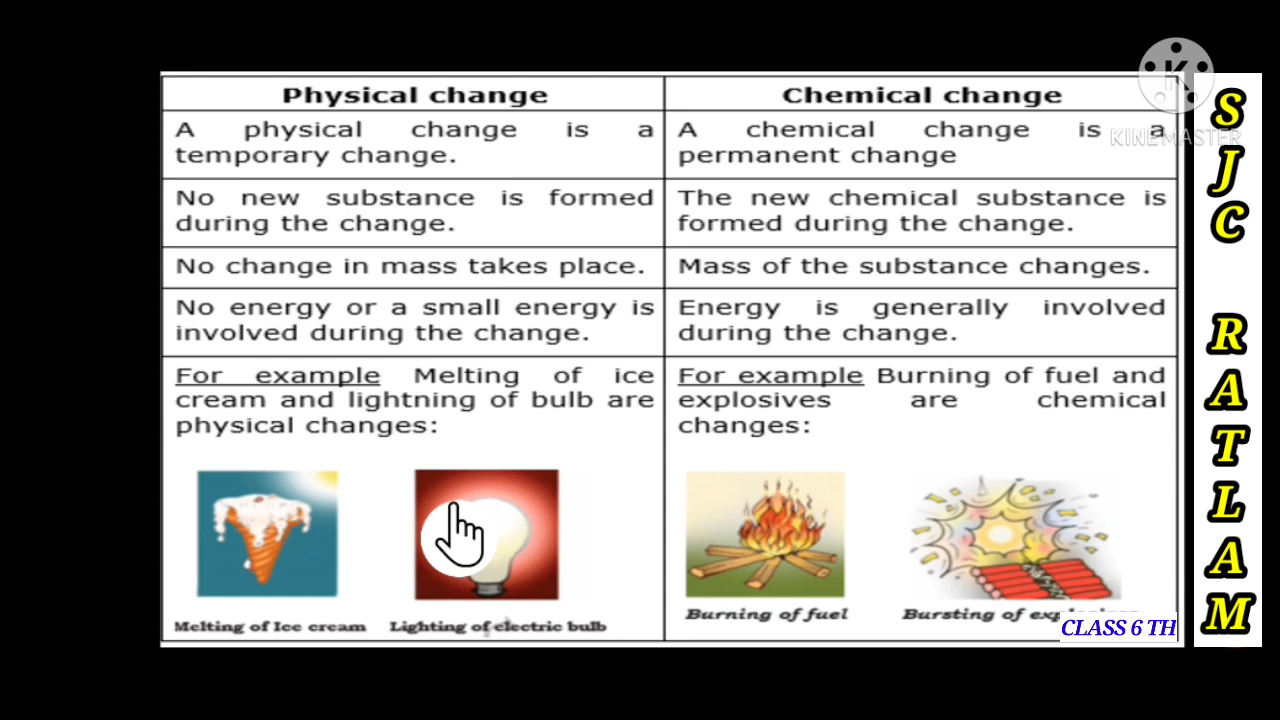 Physical change
Chemical change
A physical change is a
temporary change.
A chemical change is a
permanent change
No new substance is formed
during the change.
The new chemical substance is
formed during the change.
No change in mass takes place.
Mass of the substance changes.
No energy or a small energy is
involved during the change.
Energy is generally involved
during the change.
For example Melting of ice
cream and lightning of bulb are
physical changes:
For example Burning of fuel and
explosives are chemical
changes:
Melting of Ice cream
Lighting of electric bulb
Burning of fuel
Bursting of
CLASS 6 TH
SJC
RATLAM
K
KINEMASTER